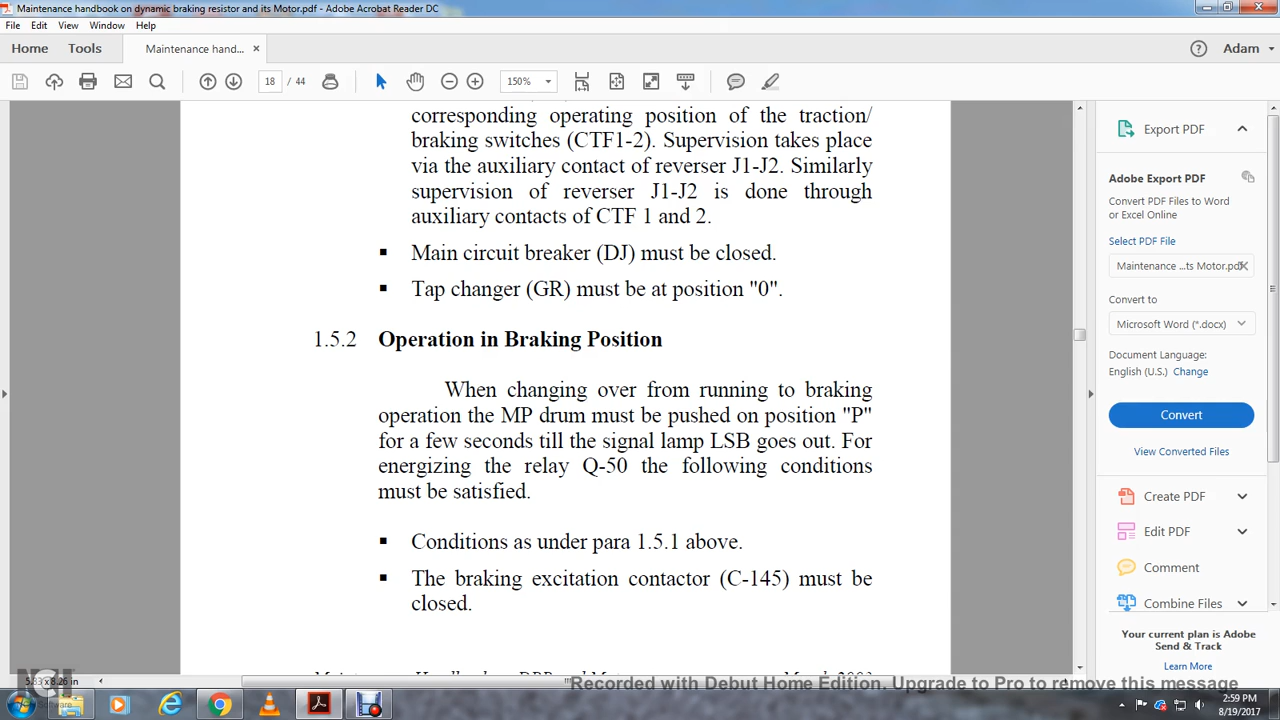 Maintenance handbook on dynamic braking resistor and its Motor.pdf - Adobe Acrobat Reader DC
File Edit View Window Help
Home Tools Maintenance hand... ×
Adam
18 / 44 150%
corresponding operating position of the traction/
braking switches (CTF1-2). Supervision takes place
via the auxiliary contact of reverser J1-J2. Similarly
supervision of reverser J1-J2 is done through
auxiliary contacts of CTF 1 and 2.
▪ Main circuit breaker (DJ) must be closed.
▪ Tap changer (GR) must be at position "0".
1.5.2 Operation in Braking Position
When changing over from running to braking
operation the MP drum must be pushed on position "P"
for a few seconds till the signal lamp LSB goes out. For
energizing the relay Q-50 the following conditions
must be satisfied.
▪ Conditions as under para 1.5.1 above.
▪ The braking excitation contactor (C-145) must be
closed.
Export PDF
Adobe Export PDF
Convert PDF Files to Word
or Excel Online
Select PDF File
Maintenance ...ts Motor.pdf
Convert to
Microsoft Word (*.docx)
Document Language:
English (U.S.) Change
Convert
View Converted Files
Create PDF
Edit PDF
Comment
Combine Files
Your current plan is Adobe
Send & Track
Learn More
5.83 x 8.26 in
Recorded with Debut Home Edition. Upgrade to Pro to remove this message
2:59 PM
8/19/2017